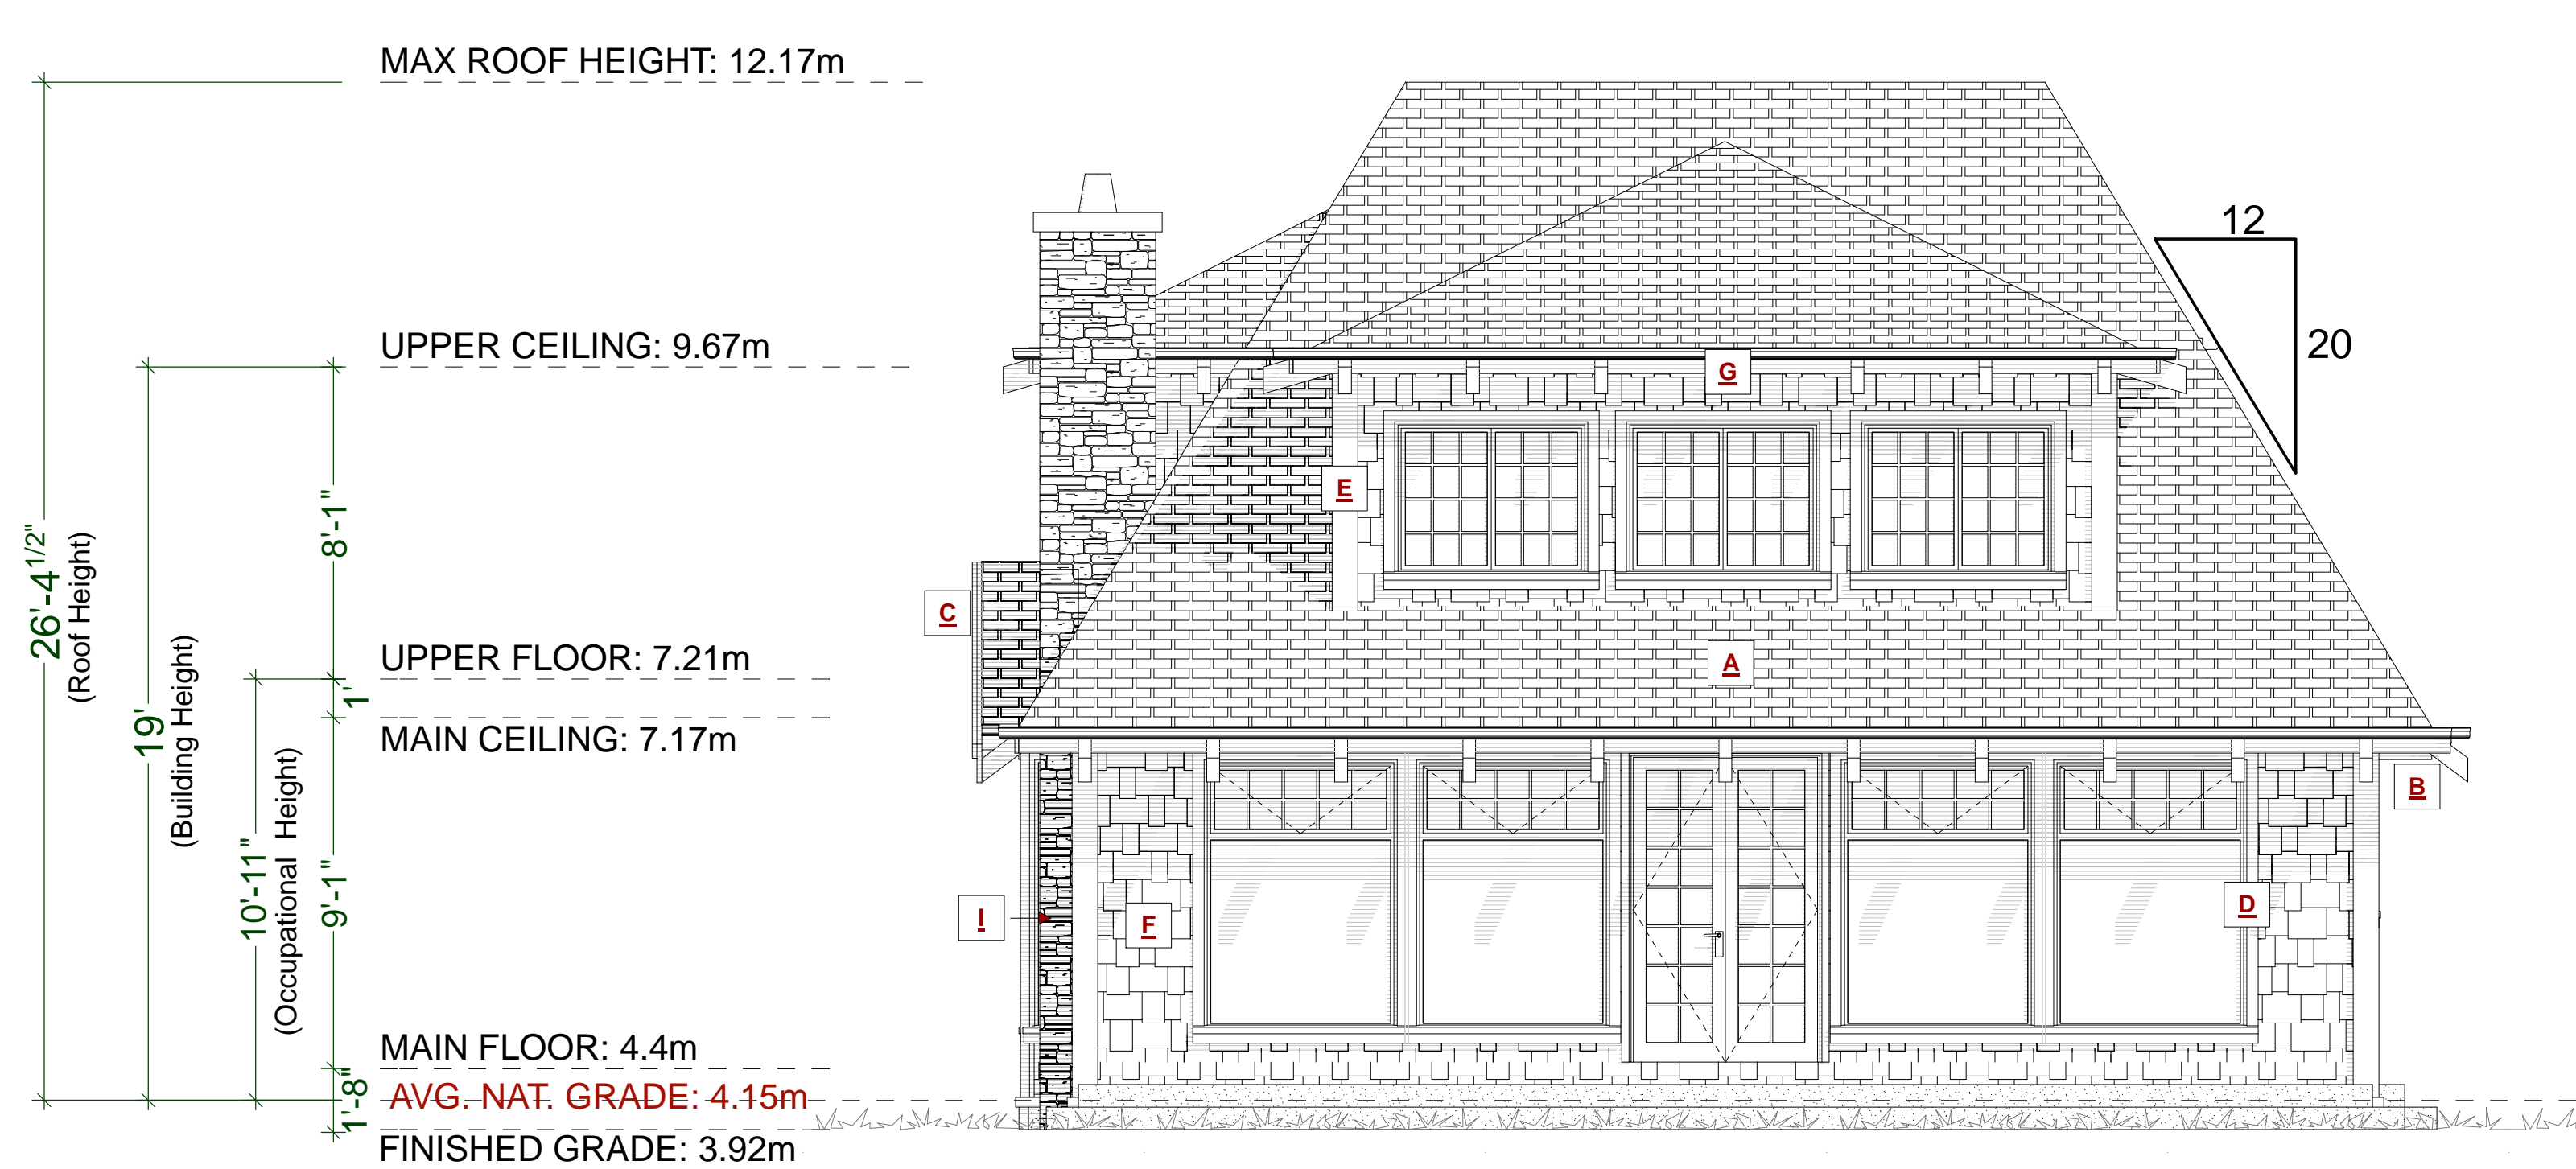 MAX ROOF HEIGHT: 12.17m
12
20
UPPER CEILING: 9.67m
G
E
8'-1"
26'-4 1/2"
(Roof Height)
C
UPPER FLOOR: 7.21m
A
1'
19'
(Building Height)
MAIN CEILING: 7.17m
B
10'-11"
(Occupational Height)
9'-1"
I
F
D
MAIN FLOOR: 4.4m
1'-8"
AVG. NAT. GRADE: 4.15m
FINISHED GRADE: 3.92m